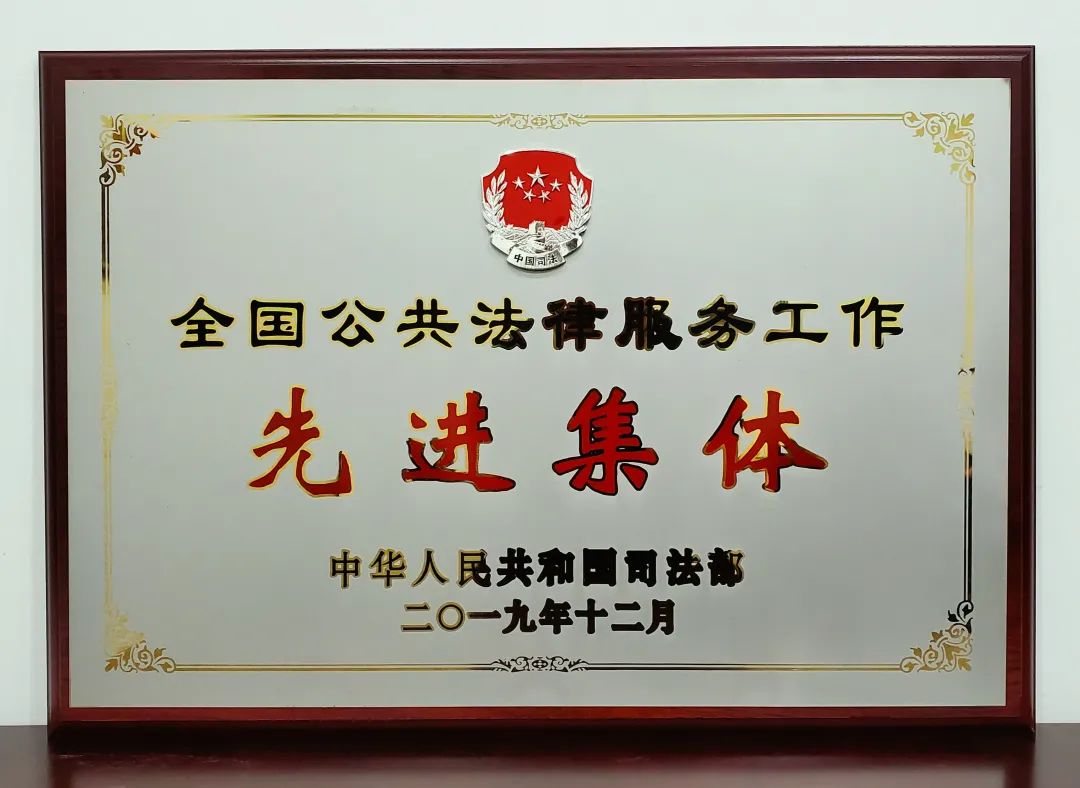 中国司法
全国公共法律服务工作
先进集体
中华人民共和国司法部
二〇一九年十二月